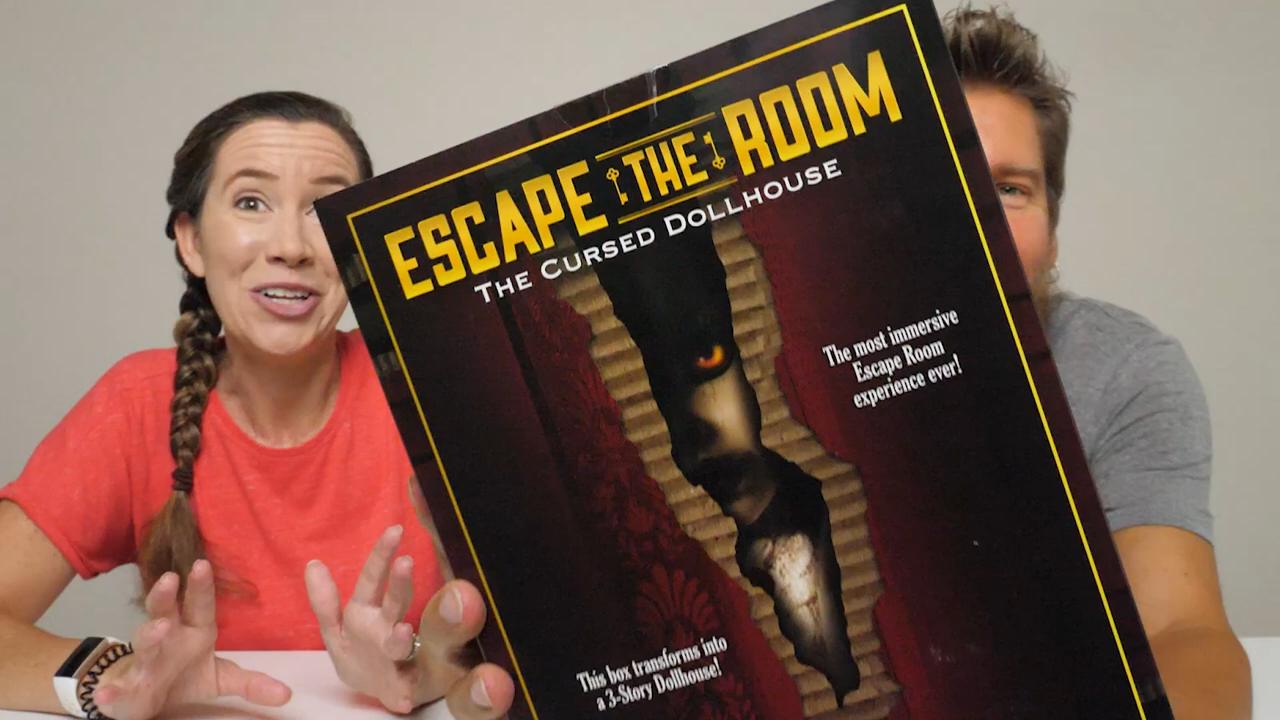 ESCAPE THE ROOM
THE CURSED DOLLHOUSE
The most immersive
Escape Room
experience ever!
This box transforms into
a 3-Story Dollhouse!